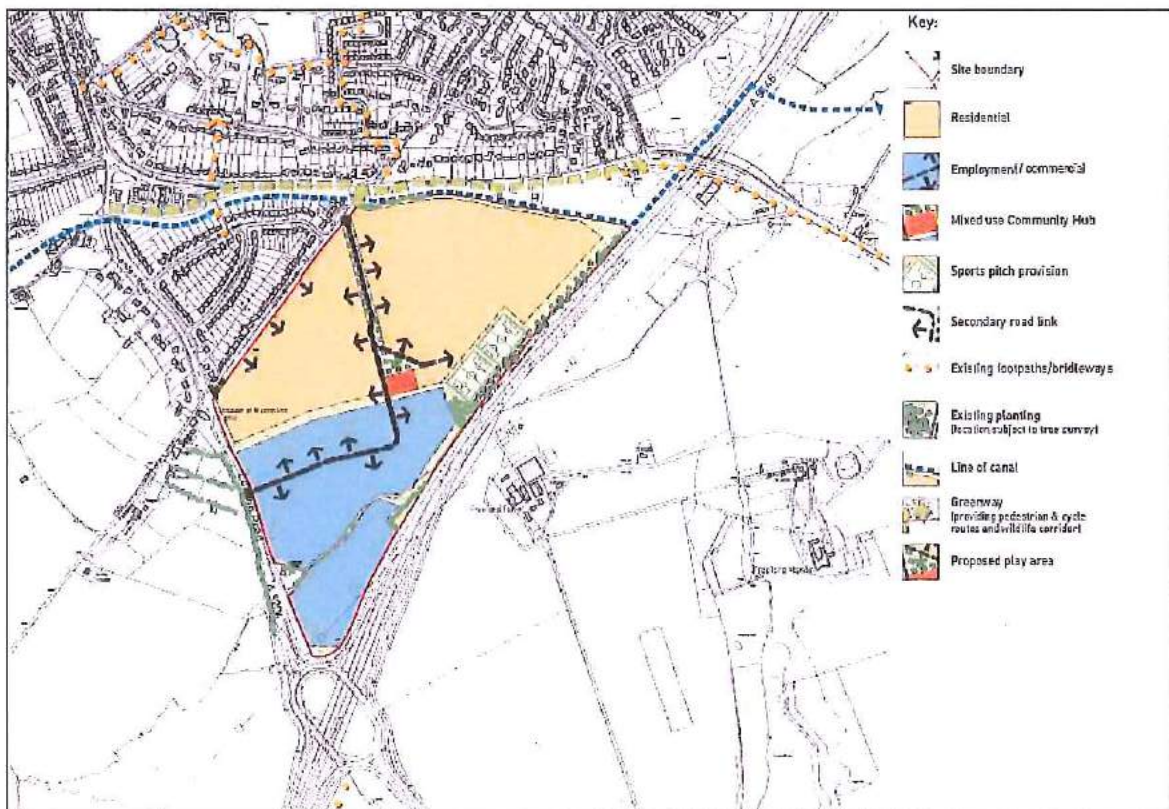 Key:
Site boundary
Residential
Employment/ commercial
Mixed use Community Hub
Sports pitch provision
Secondary road link
Existing footpaths/bridleways
Existing planting
(location subject to tree survey)
Line of canal
Greenway
(providing pedestrian & cycle
routes and wildlife corridor)
Proposed play area
A 46